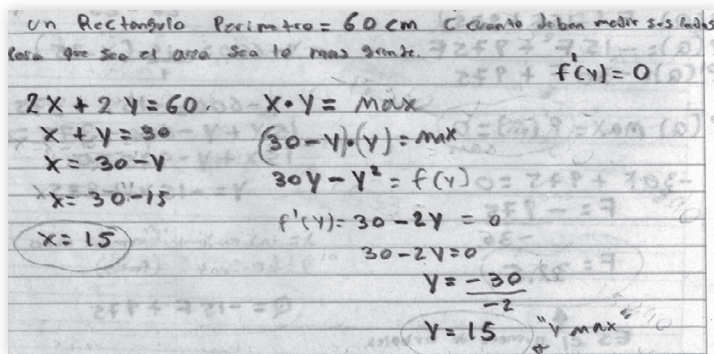 un Rectangulo Perimetro = 60 cm c cuanto deben medir sus lados
Para que sea el area sea lo mas grande.
f'(y) = 0
2x + 2y = 60.
x + y = 30
x = 30 - y
x = 30 - 15
x = 15
x · y = max
(30 - y)·(y) = max
30y - y² = f(y)
f'(y) = 30 - 2y = 0
30 - 2y = 0
y = -30
-2
y = 15 "y max"